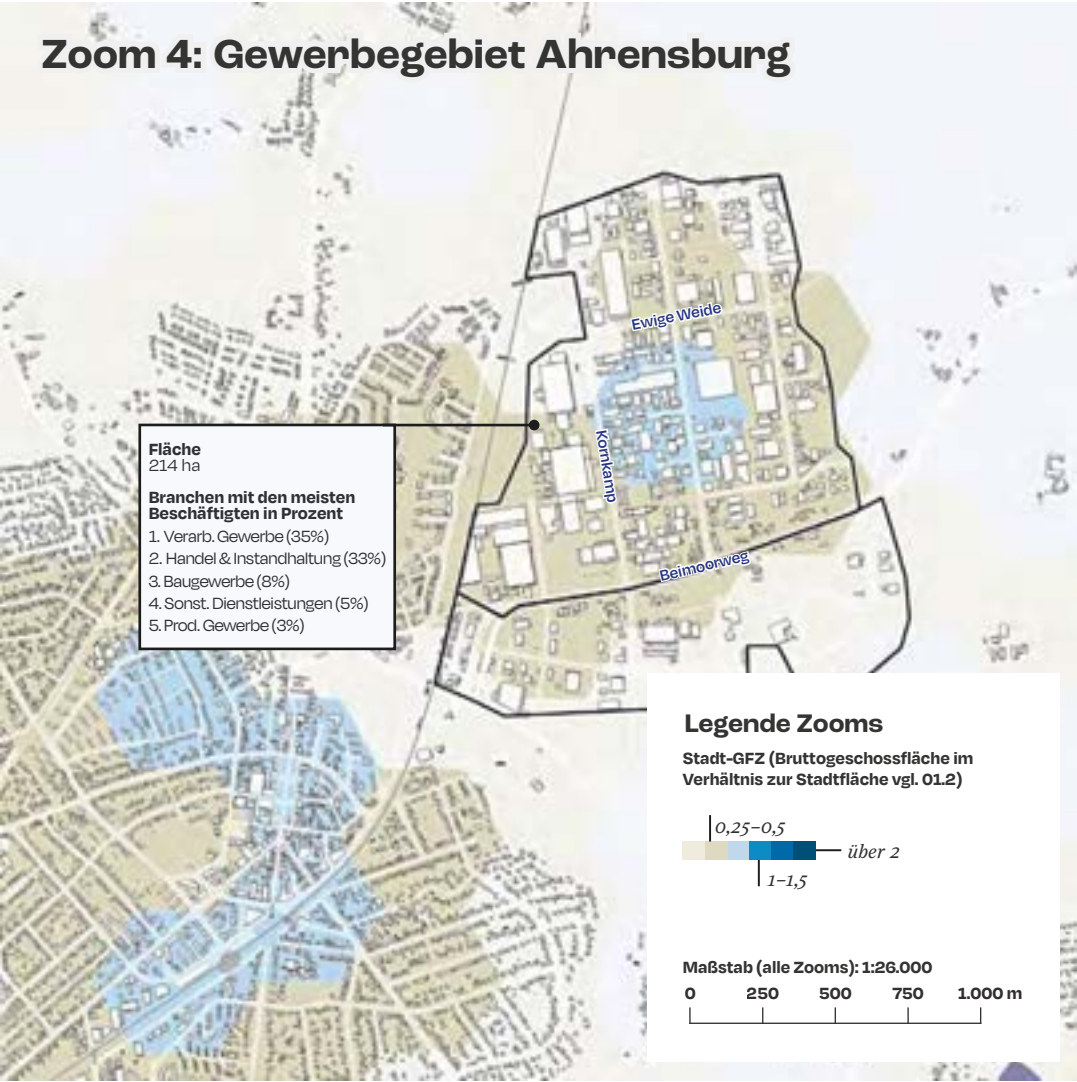 Zoom 4: Gewerbegebiet Ahrensburg
Ewige Weide
Kornkamp
Beimoorweg
Fläche
214 ha
Branchen mit den meisten
Beschäftigten in Prozent
1. Verarb. Gewerbe (35%)
2. Handel & Instandhaltung (33%)
3. Baugewerbe (8%)
4. Sonst. Dienstleistungen (5%)
5. Prod. Gewerbe (3%)
Legende Zooms
Stadt-GFZ (Bruttogeschossfläche im
Verhältnis zur Stadtfläche vgl. 01.2)
0,25–0,5
über 2
1–1,5
Maßstab (alle Zooms): 1:26.000
0 250 500 750 1.000 m